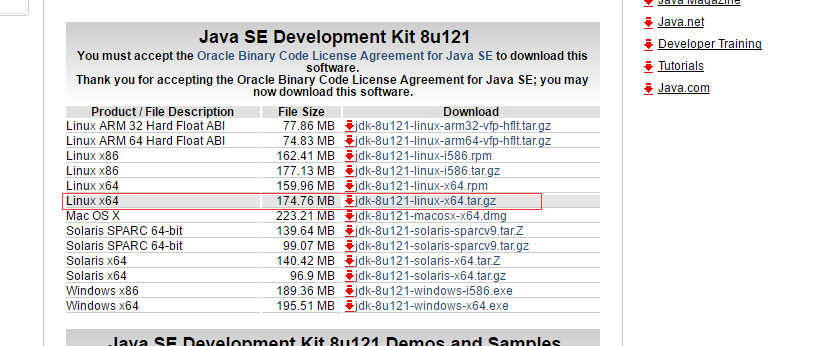 Java Magazine
Java.net
Developer Training
Tutorials
Java.com
Java SE Development Kit 8u121
You must accept the Oracle Binary Code License Agreement for Java SE to download this
software.
Thank you for accepting the Oracle Binary Code License Agreement for Java SE; you may
now download this software.
Product / File Description File Size Download
Linux ARM 32 Hard Float ABI 77.86 MB jdk-8u121-linux-arm32-vfp-hflt.tar.gz
Linux ARM 64 Hard Float ABI 74.83 MB jdk-8u121-linux-arm64-vfp-hflt.tar.gz
Linux x86 162.41 MB jdk-8u121-linux-i586.rpm
Linux x86 177.13 MB jdk-8u121-linux-i586.tar.gz
Linux x64 159.96 MB jdk-8u121-linux-x64.rpm
Linux x64 174.76 MB jdk-8u121-linux-x64.tar.gz
Mac OS X 223.21 MB jdk-8u121-macosx-x64.dmg
Solaris SPARC 64-bit 139.64 MB jdk-8u121-solaris-sparcv9.tar.Z
Solaris SPARC 64-bit 99.07 MB jdk-8u121-solaris-sparcv9.tar.gz
Solaris x64 140.42 MB jdk-8u121-solaris-x64.tar.Z
Solaris x64 96.9 MB jdk-8u121-solaris-x64.tar.gz
Windows x86 189.36 MB jdk-8u121-windows-i586.exe
Windows x64 195.51 MB jdk-8u121-windows-x64.exe
Java SE Development Kit 8u121 Demos and Samples